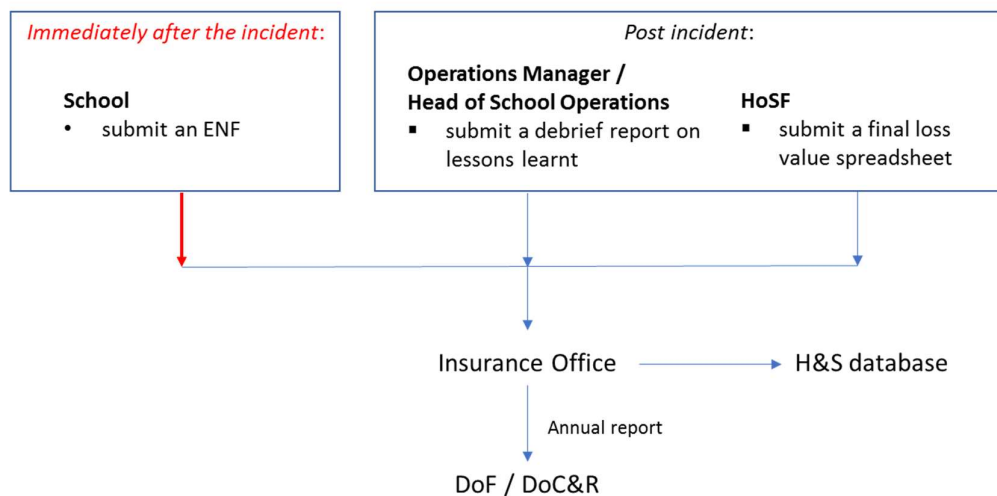 Immediately after the incident:
School
• submit an ENF
Post incident:
Operations Manager /
Head of School Operations
▪ submit a debrief report on
lessons learnt
HoSF
▪ submit a final loss
value spreadsheet
Insurance Office
H&S database
Annual report
DoF / DoC&R